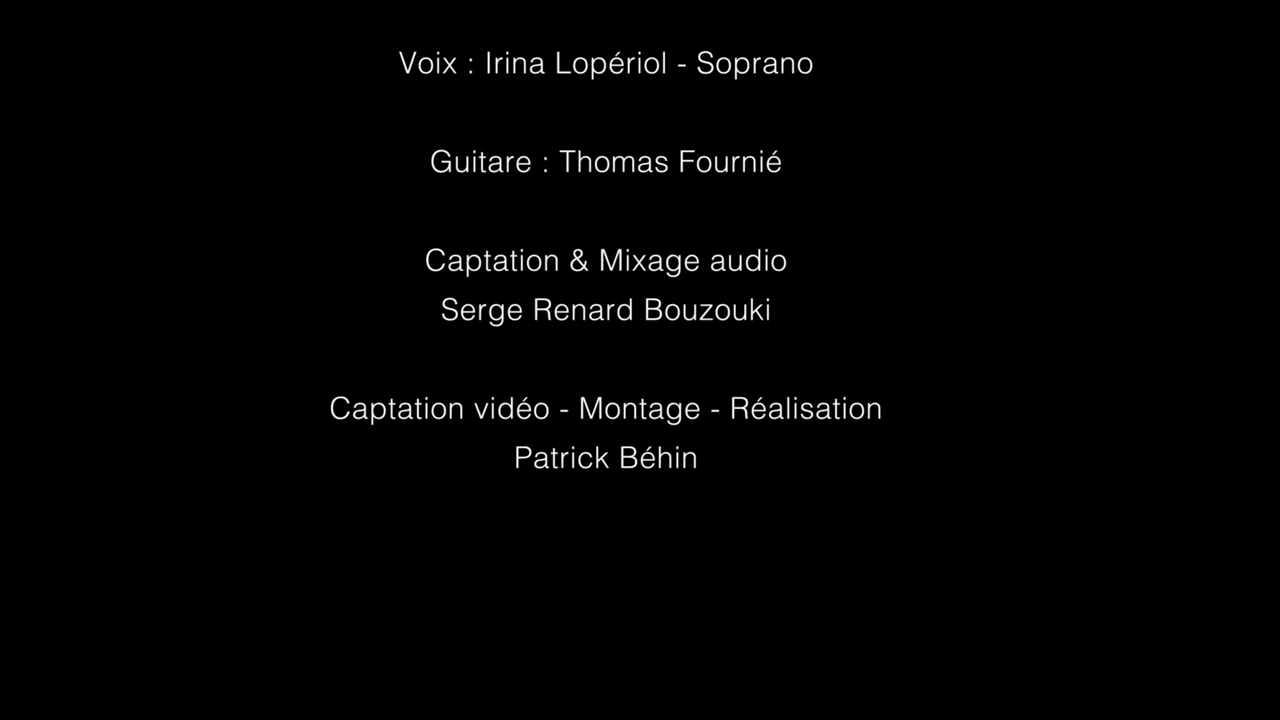 Voix : Irina Lopériol - Soprano
Guitare : Thomas Fournié
Captation & Mixage audio
Serge Renard Bouzouki
Captation vidéo - Montage - Réalisation
Patrick Béhin